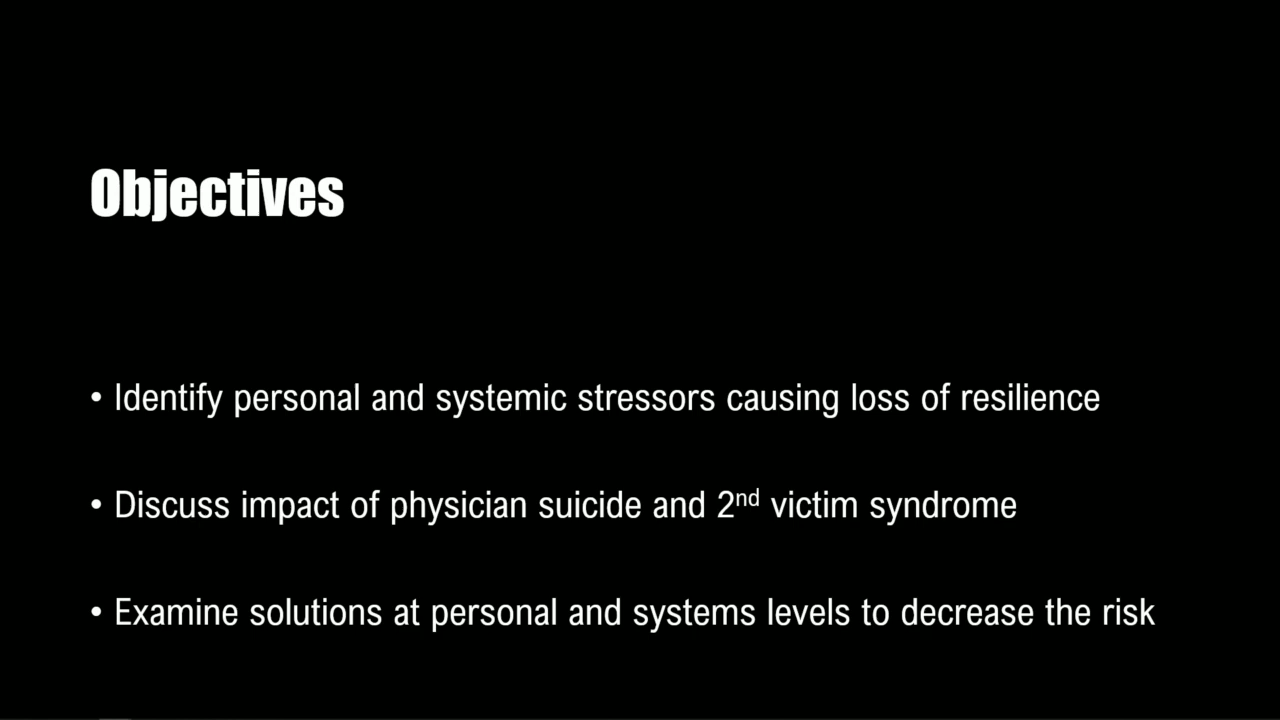 Objectives
• Identify personal and systemic stressors causing loss of resilience
• Discuss impact of physician suicide and 2nd victim syndrome
• Examine solutions at personal and systems levels to decrease the risk